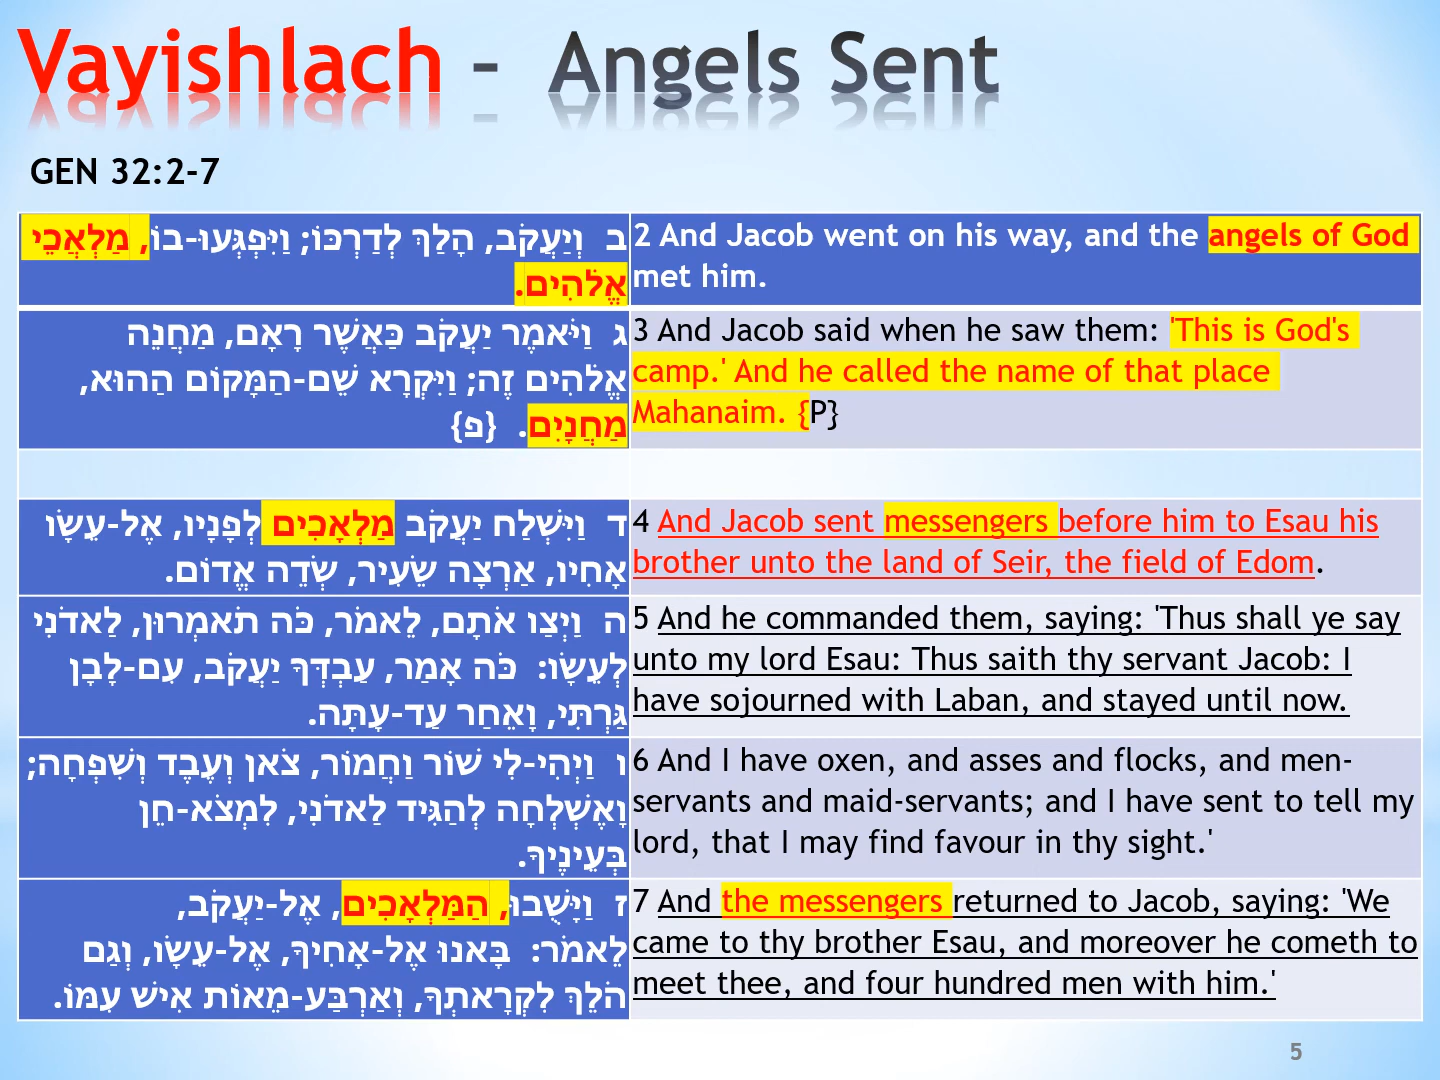 Vayishlach – Angels Sent
GEN 32:2-7
ב וְיַעֲקֹב, הָלַךְ לְדַרְכּוֹ; וַיִּפְגְּעוּ-בוֹ, מַלְאֲכֵי
אֱלֹהִים.
2 And Jacob went on his way, and the angels of God
met him.
ג וַיֹּאמֶר יַעֲקֹב כַּאֲשֶׁר רָאָם, מַחֲנֵה
אֱלֹהִים זֶה; וַיִּקְרָא שֵׁם-הַמָּקוֹם הַהוּא,
מַחֲנָיִם. {פ}
3 And Jacob said when he saw them: 'This is God's
camp.' And he called the name of that place
Mahanaim. {P}
ד וַיִּשְׁלַח יַעֲקֹב מַלְאָכִים לְפָנָיו, אֶל-עֵשָׂו
אָחִיו, אַרְצָה שֵׂעִיר, שְׂדֵה אֱדוֹם.
4 And Jacob sent messengers before him to Esau his
brother unto the land of Seir, the field of Edom.
ה וַיְצַו אֹתָם, לֵאמֹר, כֹּה תֹאמְרוּן, לַאדֹנִי
לְעֵשָׂו: כֹּה אָמַר, עַבְדְּךָ יַעֲקֹב, עִם-לָבָן
גַּרְתִּי, וָאֵחַר עַד-עָתָּה.
5 And he commanded them, saying: 'Thus shall ye say
unto my lord Esau: Thus saith thy servant Jacob: I
have sojourned with Laban, and stayed until now.
ו וַיְהִי-לִי שׁוֹר וַחֲמוֹר, צֹאן וְעֶבֶד וְשִׁפְחָה;
וָאֶשְׁלְחָה לְהַגִּיד לַאדֹנִי, לִמְצֹא-חֵן
בְּעֵינֶיךָ.
6 And I have oxen, and asses and flocks, and men-
servants and maid-servants; and I have sent to tell my
lord, that I may find favour in thy sight.'
ז וַיָּשֻׁבוּ, הַמַּלְאָכִים, אֶל-יַעֲקֹב,
לֵאמֹר: בָּאנוּ אֶל-אָחִיךָ, אֶל-עֵשָׂו, וְגַם
הֹלֵךְ לִקְרָאתְךָ, וְאַרְבַּע-מֵאוֹת אִישׁ עִמּוֹ.
7 And the messengers returned to Jacob, saying: 'We
came to thy brother Esau, and moreover he cometh to
meet thee, and four hundred men with him.'
5